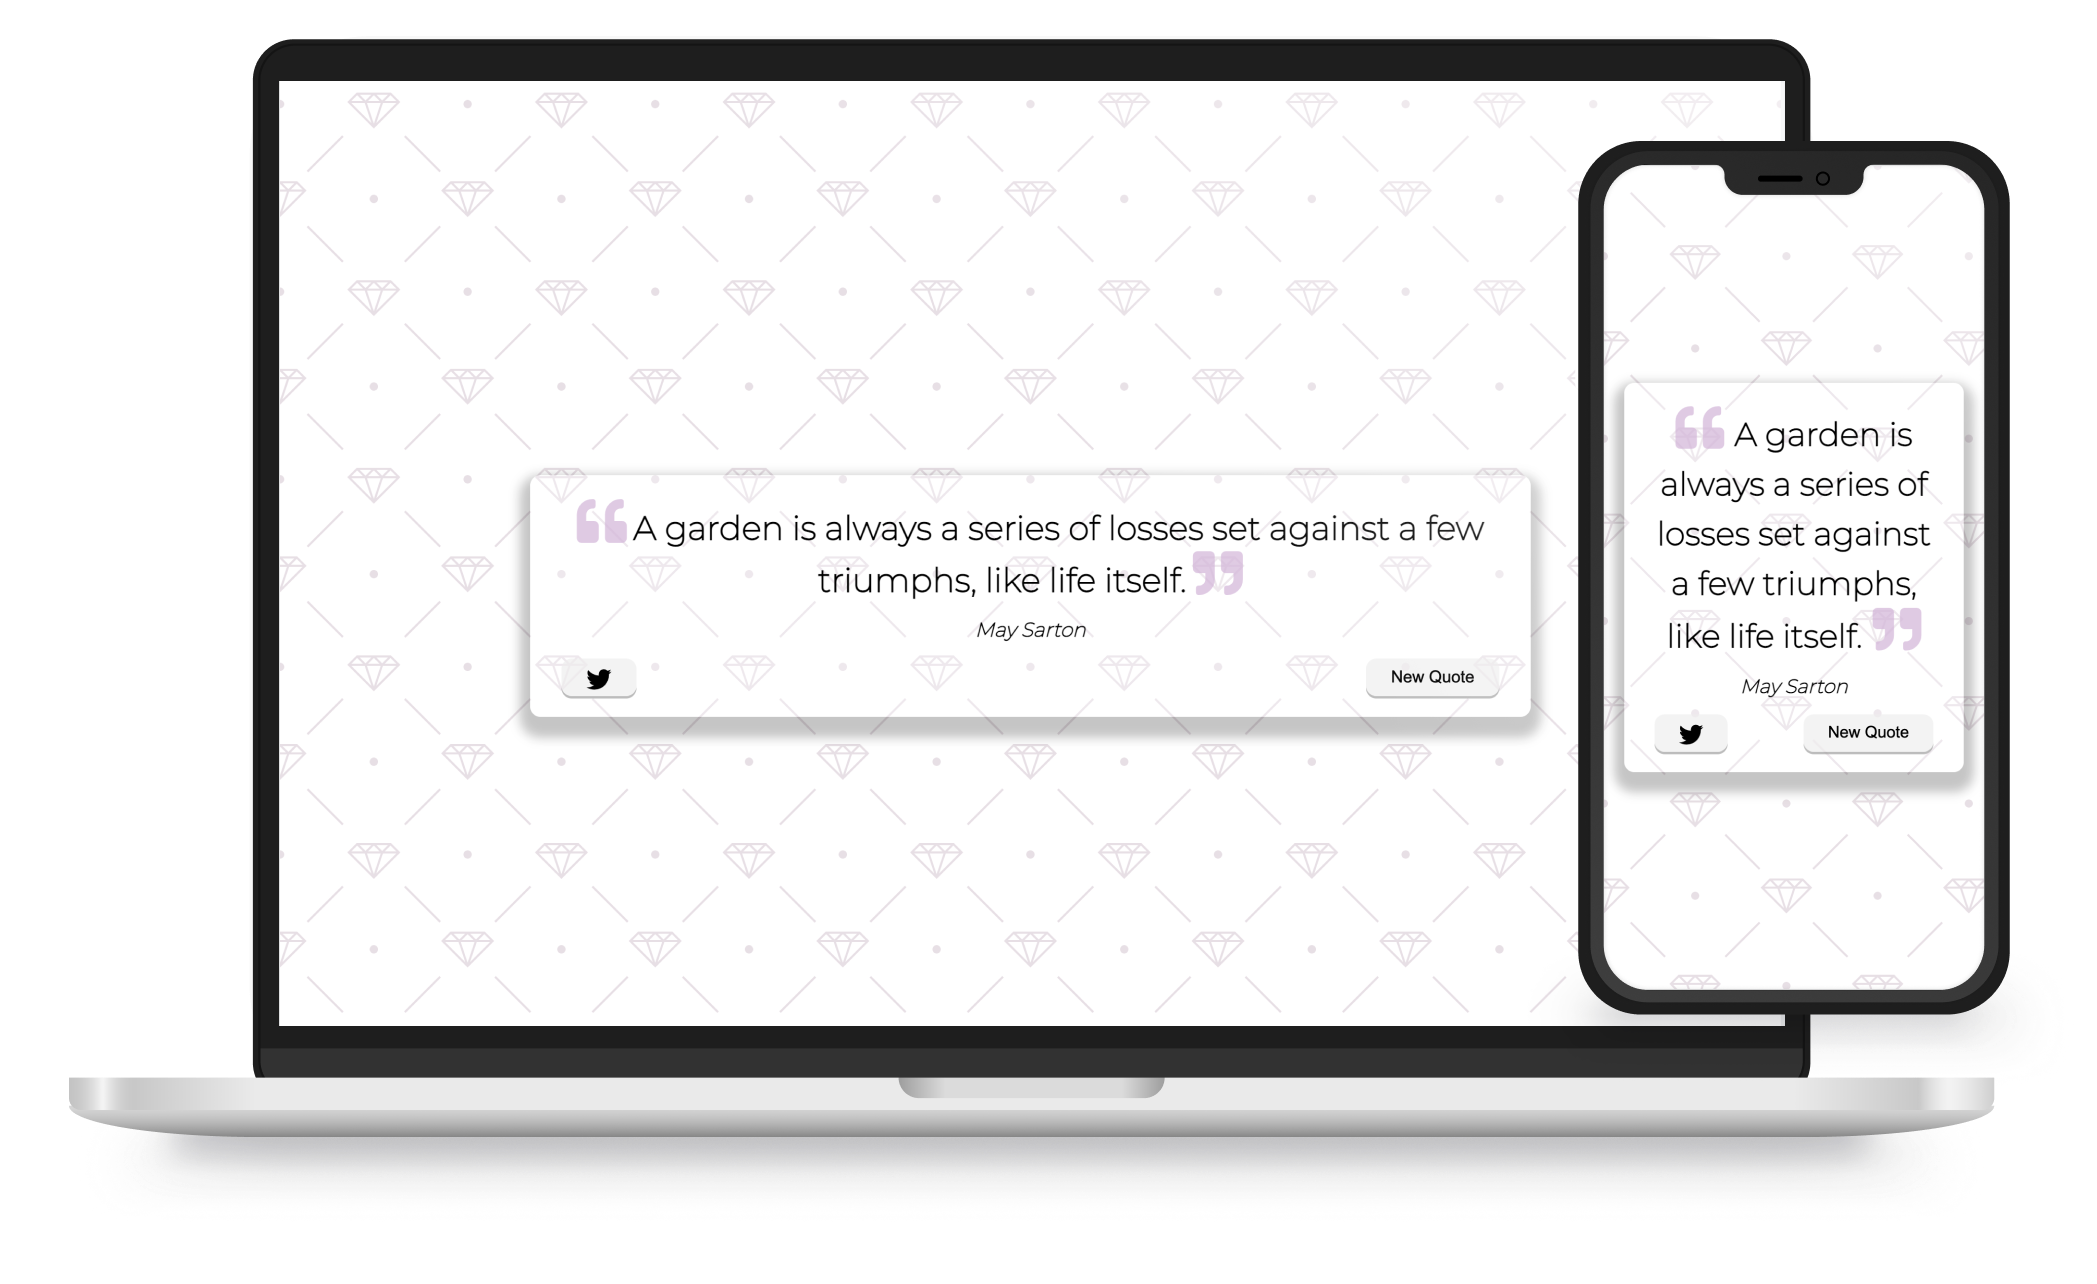 “ A garden is always a series of losses set against a few
triumphs, like life itself. ”
May Sarton
New Quote
“ A garden is
always a series of
losses set against
a few triumphs,
like life itself. ”
May Sarton
New Quote